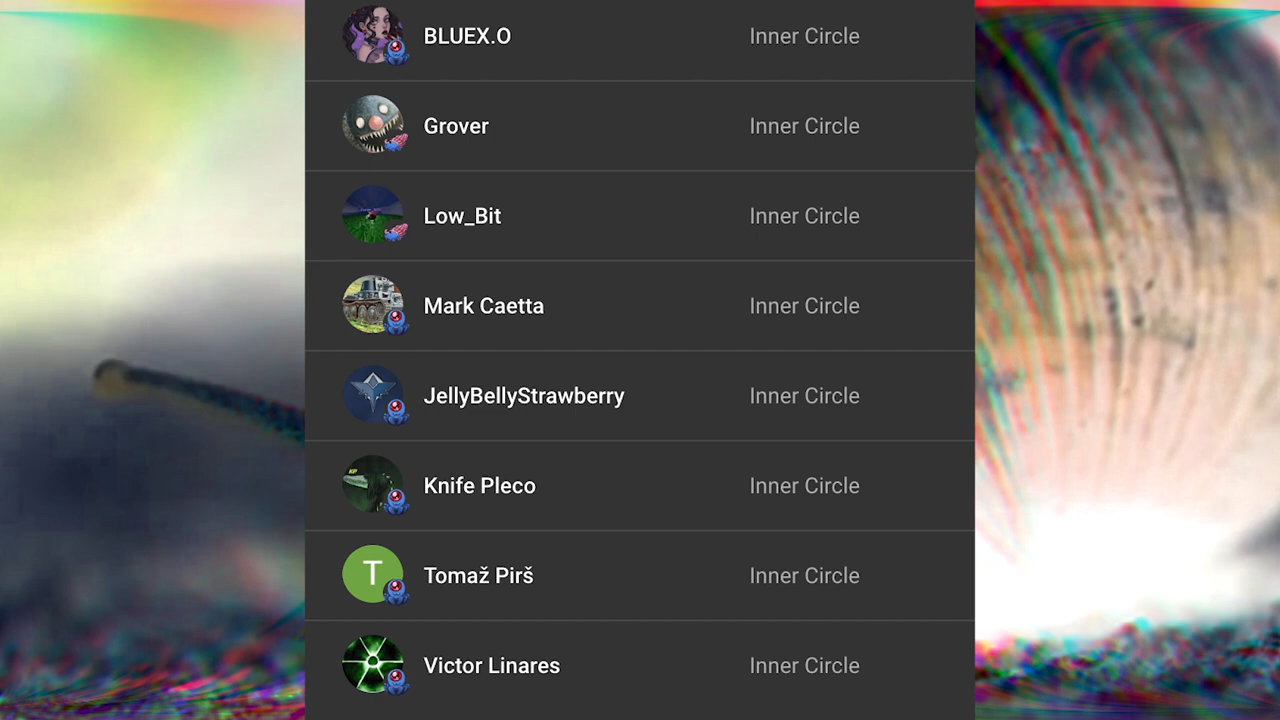 BLUEX.O Inner Circle
Grover Inner Circle
Low_Bit Inner Circle
Mark Caetta Inner Circle
JellyBellyStrawberry Inner Circle
Knife Pleco Inner Circle
T Tomaž Pirš Inner Circle
Victor Linares Inner Circle